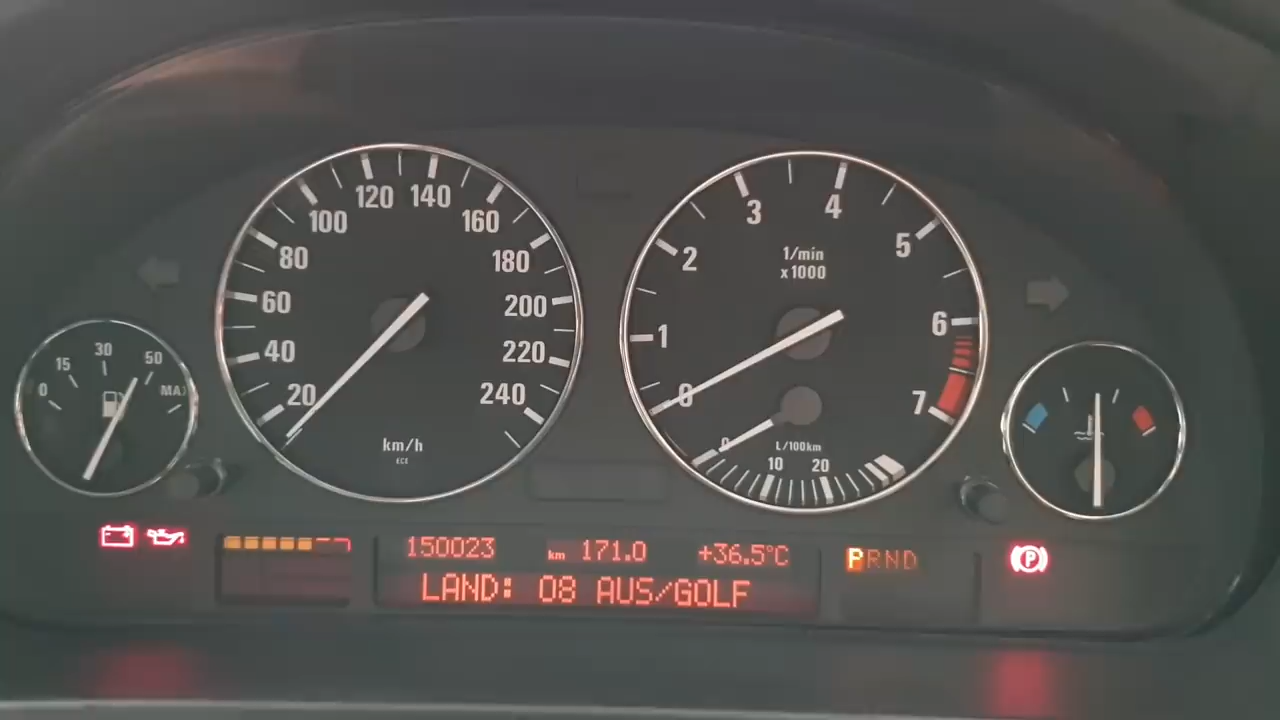 0 15 30 50 MAX
20 40 60 80 100 120 140 160 180 200 220 240
km/h
ECE
0 1 2 3 4 5 6 7
1/min
x1000
0 10 20
L/100km
150023 km 171.0 +36.5°C
LAND: 08 AUS/GOLF
PRND
P